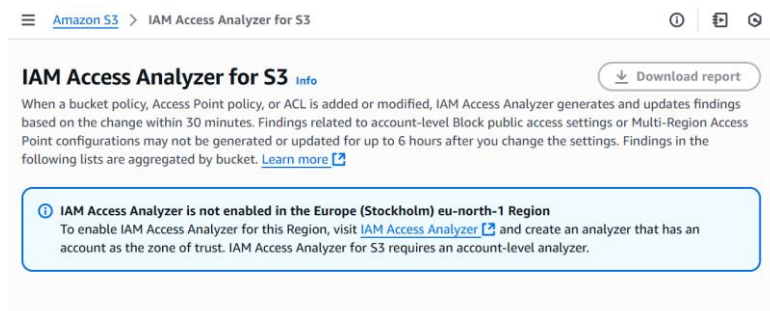 Amazon S3 > IAM Access Analyzer for S3
IAM Access Analyzer for S3 Info
Download report
When a bucket policy, Access Point policy, or ACL is added or modified, IAM Access Analyzer generates and updates findings
based on the change within 30 minutes. Findings related to account-level Block public access settings or Multi-Region Access
Point configurations may not be generated or updated for up to 6 hours after you change the settings. Findings in the
following lists are aggregated by bucket. Learn more
IAM Access Analyzer is not enabled in the Europe (Stockholm) eu-north-1 Region
To enable IAM Access Analyzer for this Region, visit IAM Access Analyzer and create an analyzer that has an
account as the zone of trust. IAM Access Analyzer for S3 requires an account-level analyzer.